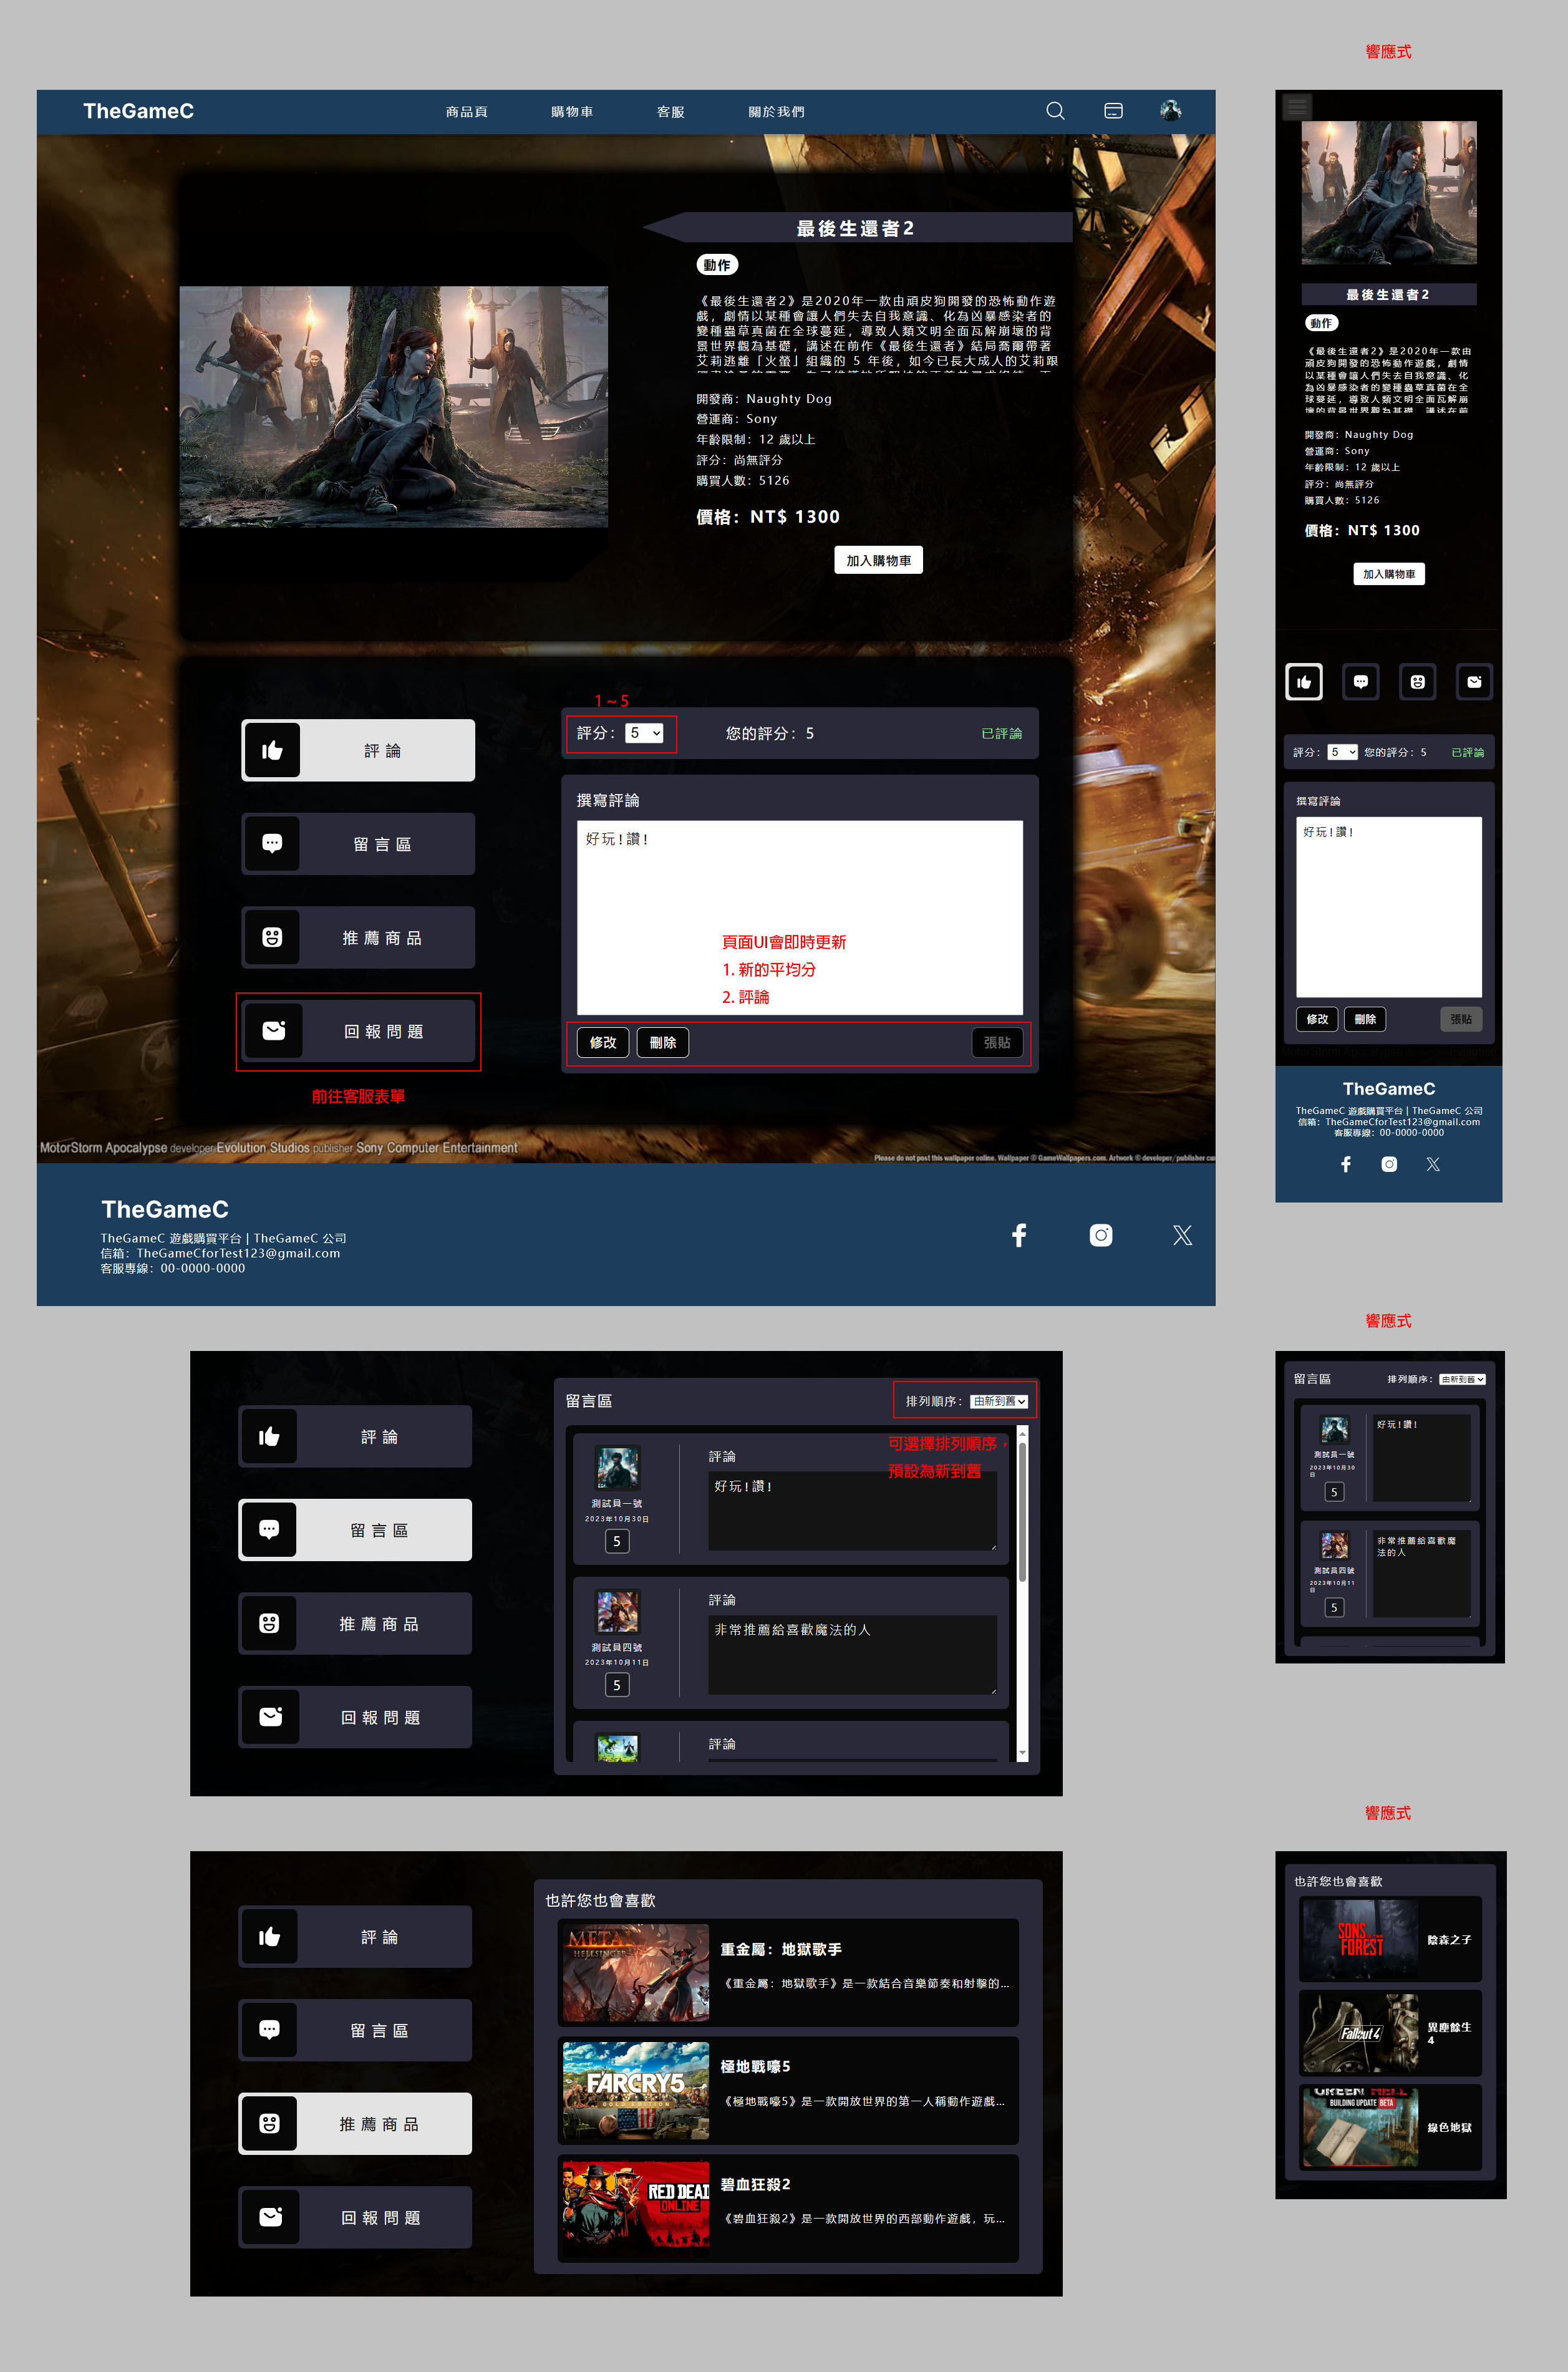 響應式
TheGameC
商品頁
購物車
客服
關於我們
最後生還者2
動作
《最後生還者2》是2020年一款由頑皮狗開發的恐怖動作遊
戲，劇情以某種會讓人們失去自我意識、化為凶暴感染者的
變種蟲草真菌在全球蔓延，導致人類文明全面瓦解崩壞的背
景世界觀為基礎，講述在前作《最後生還者》結局喬爾帶著
艾莉逃離「火螢」組織的 5 年後，如今已長大成人的艾莉跟
開發商：Naughty Dog
營運商：Sony
年齡限制：12 歲以上
評分：尚無評分
購買人數：5126
價格：NT$ 1300
加入購物車
1 ~ 5
評分： 5
您的評分：5
已評論
評論
留言區
推薦商品
回報問題
前往客服表單
撰寫評論
好玩!讚!
頁面UI會即時更新
1. 新的平均分
2. 評論
修改
刪除
張貼
MotorStorm Apocalypse developer Evolution Studios publisher Sony Computer Entertainment
Please do not post this wallpaper online. Wallpaper © GameWallpapers.com. Artwork © developer/publisher
TheGameC
TheGameC 遊戲購買平台 | TheGameC 公司
信箱：TheGameCforTest123@gmail.com
客服專線：00-0000-0000
最後生還者2
動作
《最後生還者2》是2020年一款由
頑皮狗開發的恐怖動作遊戲，劇情
以某種會讓人們失去自我意識、化
為凶暴感染者的變種蟲草真菌在全
球蔓延，導致人類文明全面瓦解崩
壞的背景世界觀為基礎，講述在前
開發商：Naughty Dog
營運商：Sony
年齡限制：12 歲以上
評分：尚無評分
購買人數：5126
價格：NT$ 1300
加入購物車
評分： 5
您的評分：5
已評論
撰寫評論
好玩!讚!
修改
刪除
張貼
TheGameC
TheGameC 遊戲購買平台 | TheGameC 公司
信箱：TheGameCforTest123@gmail.com
客服專線：00-0000-0000
響應式
評論
留言區
推薦商品
回報問題
留言區
排列順序： 由新到舊
可選擇排列順序，
預設為新到舊
測試員一號
2023年10月30日
5
評論
好玩!讚!
測試員四號
2023年10月11日
5
評論
非常推薦給喜歡魔法的人
評論
留言區
排列順序： 由新到舊
測試員一號
2023年10月30
日
5
好玩!讚!
測試員四號
2023年10月11
日
5
非常推薦給喜歡魔
法的人
響應式
評論
留言區
推薦商品
回報問題
也許您也會喜歡
METAL
HELLSINGER
重金屬：地獄歌手
《重金屬：地獄歌手》是一款結合音樂節奏和射擊的...
FARCRY5
GOLD EDITION
極地戰嚎5
《極地戰嚎5》是一款開放世界的第一人稱動作遊戲...
RED DEAD
ONLINE
碧血狂殺2
《碧血狂殺2》是一款開放世界的西部動作遊戲，玩...
也許您也會喜歡
SONS
FOREST
陰森之子
Fallout 4
異塵餘生
4
GREEN HELL
BUILDING UPDATE BETA
綠色地獄